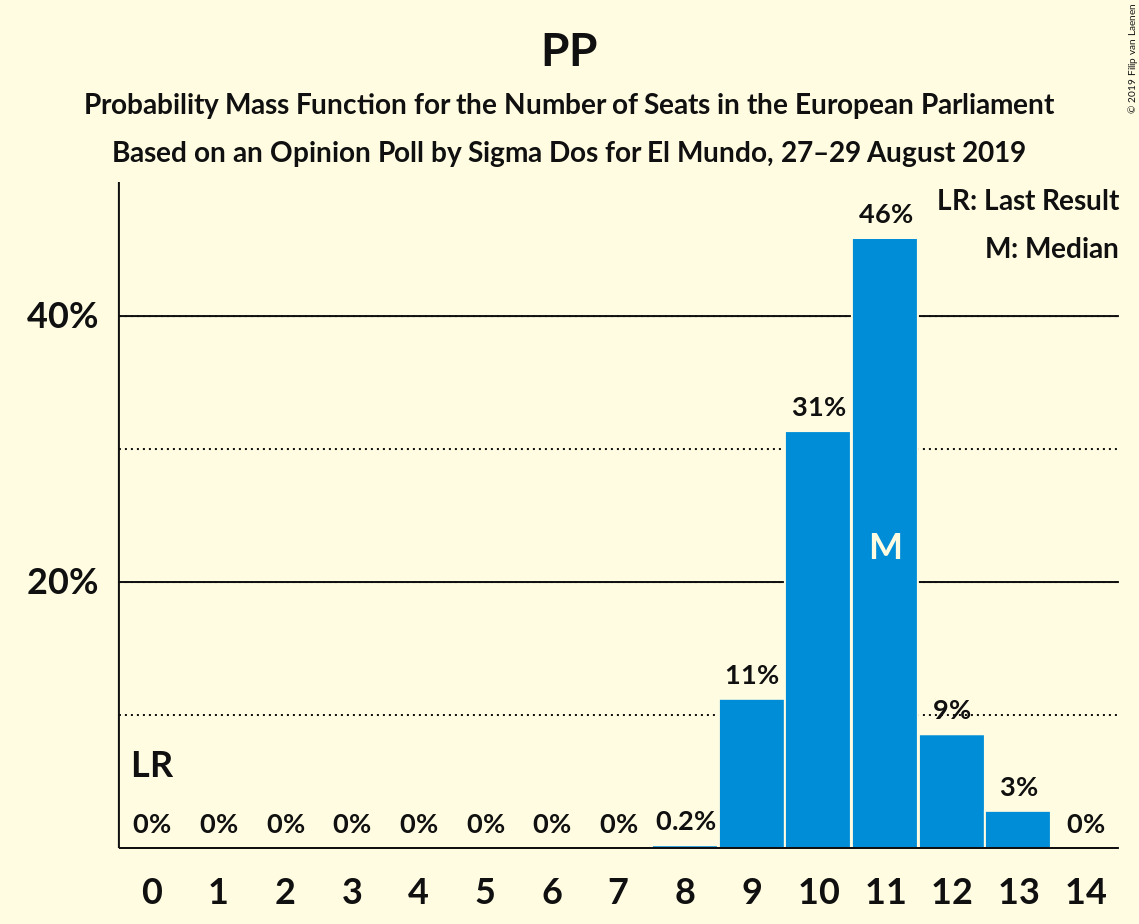 PP
Probability Mass Function for the Number of Seats in the European Parliament
Based on an Opinion Poll by Sigma Dos for El Mundo, 27–29 August 2019
© 2019 Filip van Laenen
LR: Last Result
M: Median
46%
40%
31%
M
20%
11%
9%
LR
3%
0% 0% 0% 0% 0% 0% 0% 0% 0.2% 0%
0 1 2 3 4 5 6 7 8 9 10 11 12 13 14